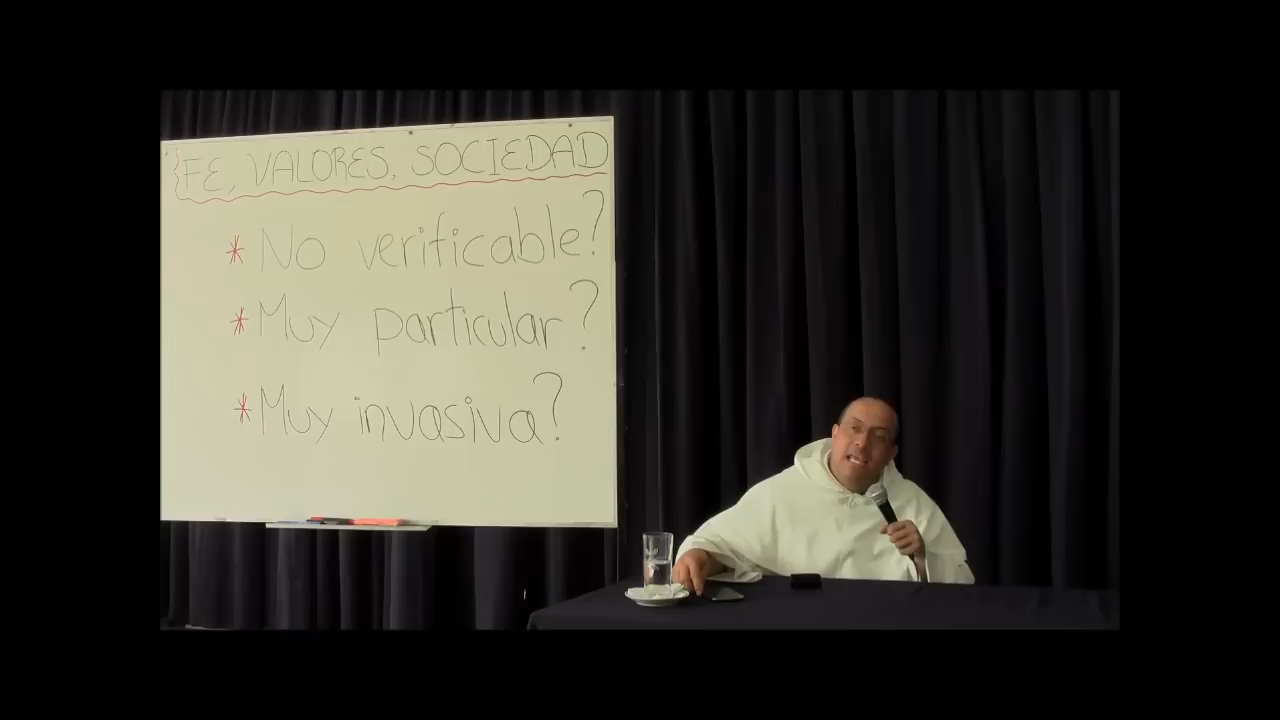 FE, VALORES, SOCIEDAD
* No verificable?
* Muy particular?
* Muy invasiva?